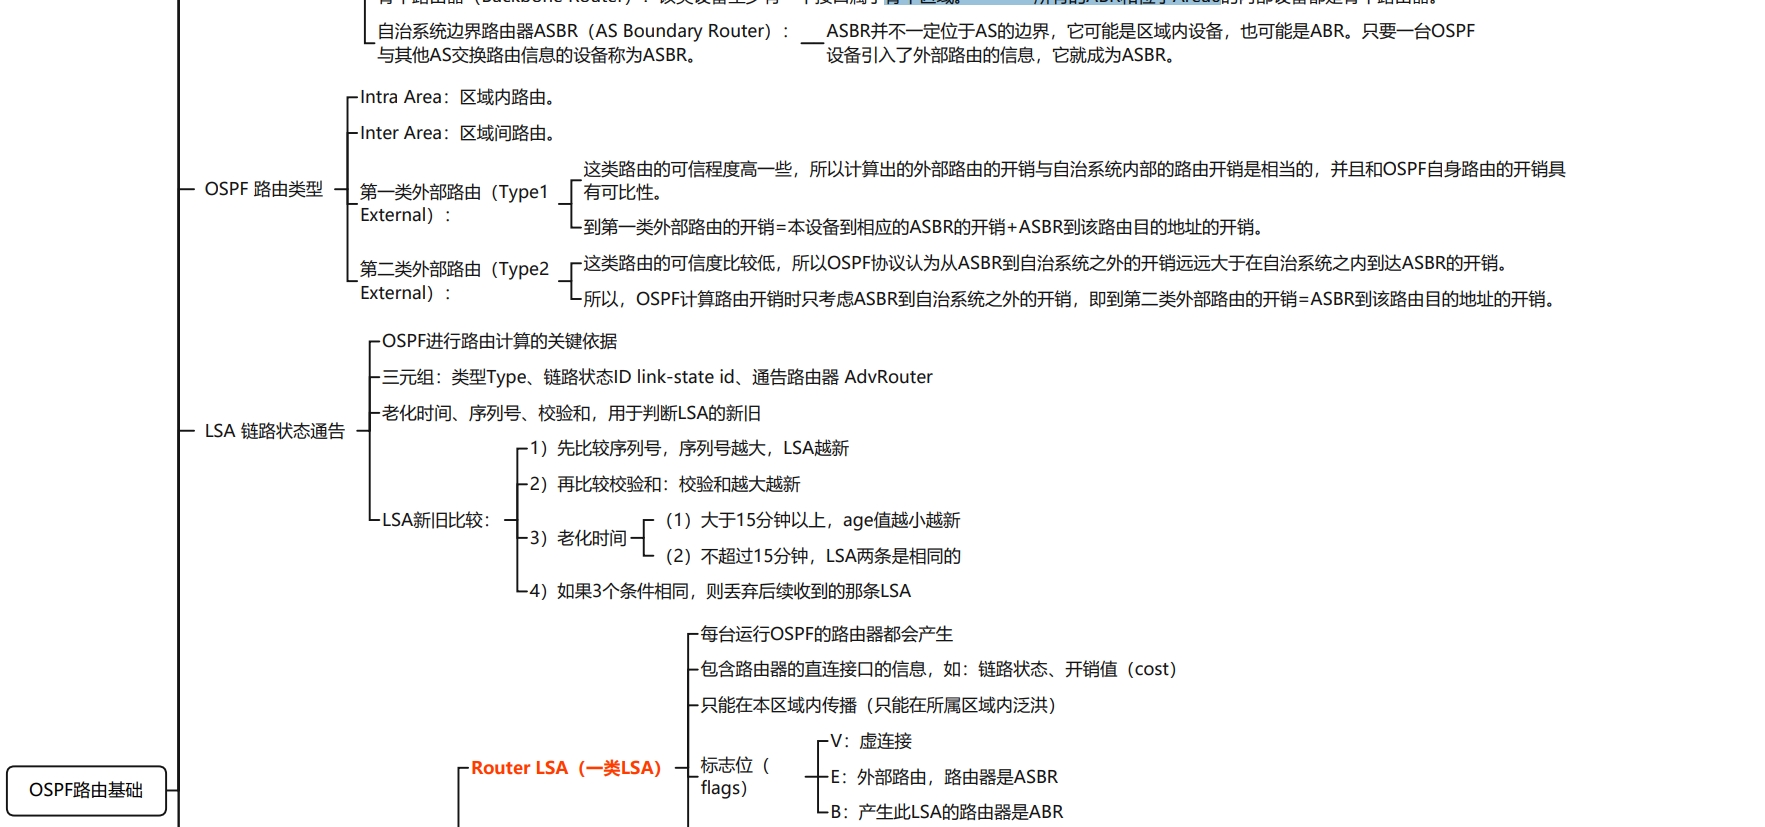 自治系统边界路由器ASBR（AS Boundary Router）：
与其他AS交换路由信息的设备称为ASBR。
ASBR并不一定位于AS的边界，它可能是区域内设备，也可能是ABR。只要一台OSPF
设备引入了外部路由的信息，它就成为ASBR。
OSPF 路由类型
Intra Area：区域内路由。
Inter Area：区域间路由。
第一类外部路由（Type1
External）：
这类路由的可信程度高一些，所以计算出的外部路由的开销与自治系统内部的路由开销是相当的，并且和OSPF自身路由的开销具
有可比性。
到第一类外部路由的开销=本设备到相应的ASBR的开销+ASBR到该路由目的地址的开销。
第二类外部路由（Type2
External）：
这类路由的可信度比较低，所以OSPF协议认为从ASBR到自治系统之外的开销远远大于在自治系统之内到达ASBR的开销。
所以，OSPF计算路由开销时只考虑ASBR到自治系统之外的开销，即到第二类外部路由的开销=ASBR到该路由目的地址的开销。
LSA 链路状态通告
OSPF进行路由计算的关键依据
三元组：类型Type、链路状态ID link-state id、通告路由器 AdvRouter
老化时间、序列号、校验和，用于判断LSA的新旧
LSA新旧比较：
1）先比较序列号，序列号越大，LSA越新
2）再比较校验和：校验和越大越新
3）老化时间
（1）大于15分钟以上，age值越小越新
（2）不超过15分钟，LSA两条是相同的
4）如果3个条件相同，则丢弃后续收到的那条LSA
OSPF路由基础
Router LSA（一类LSA）
每台运行OSPF的路由器都会产生
包含路由器的直连接口的信息，如：链路状态、开销值（cost）
只能在本区域内传播（只能在所属区域内泛洪）
标志位（
flags）
V：虚连接
E：外部路由，路由器是ASBR
B：产生此LSA的路由器是ABR